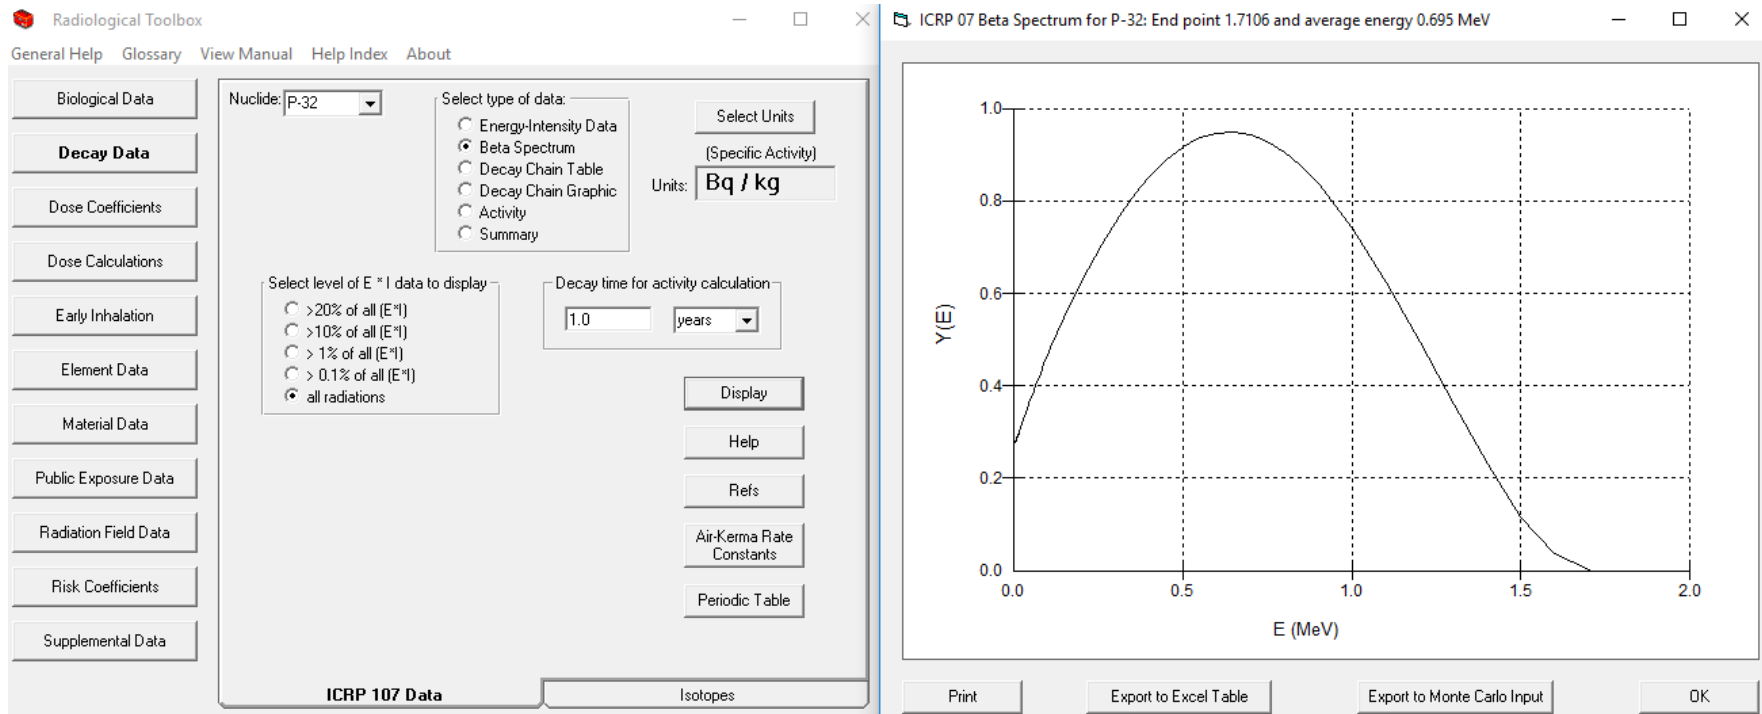 Radiological Toolbox
General Help Glossary View Manual Help Index About
Biological Data
Decay Data
Dose Coefficients
Dose Calculations
Early Inhalation
Element Data
Material Data
Public Exposure Data
Radiation Field Data
Risk Coefficients
Supplemental Data
Nuclide: P-32
Select type of data:
Energy-Intensity Data
Beta Spectrum
Decay Chain Table
Decay Chain Graphic
Activity
Summary
Select Units
(Specific Activity)
Units: Bq / kg
Select level of E * I data to display
>20% of all (E*I)
>10% of all (E*I)
> 1% of all (E*I)
> 0.1% of all (E*I)
all radiations
Decay time for activity calculation
1.0 years
Display
Help
Refs
Air-Kerma Rate
Constants
Periodic Table
ICRP 107 Data
Isotopes
ICRP 07 Beta Spectrum for P-32: End point 1.7106 and average energy 0.695 MeV
1.0
0.8
0.6
0.4
0.2
0.0
Y(E)
0.0 0.5 1.0 1.5 2.0
E (MeV)
Print
Export to Excel Table
Export to Monte Carlo Input
OK